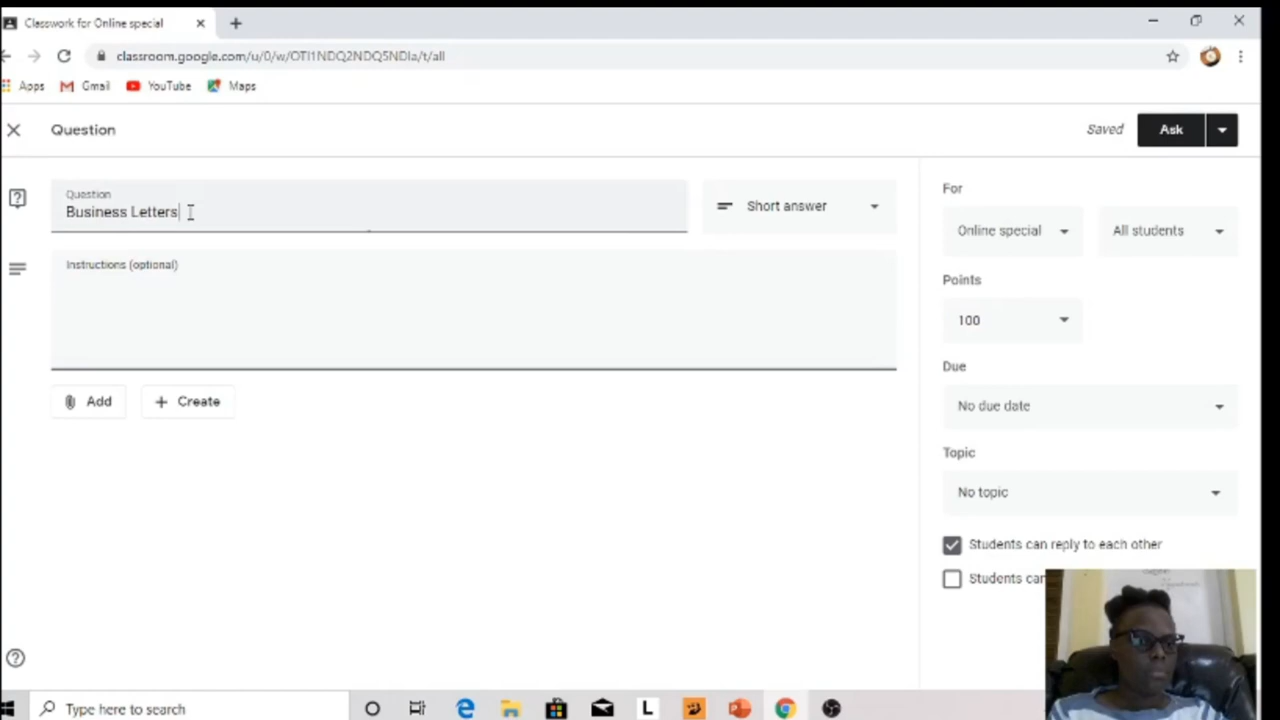 Classwork for Online special
classroom.google.com/u/0/w/OTI1NDQ2NDQ5NDIa/t/all
Apps Gmail YouTube Maps
Question Saved Ask
Question
Business Letters
Short answer
Instructions (optional)
Add Create
For
Online special All students
Points
100
Due
No due date
Topic
No topic
Students can reply to each other
Students can
Type here to search